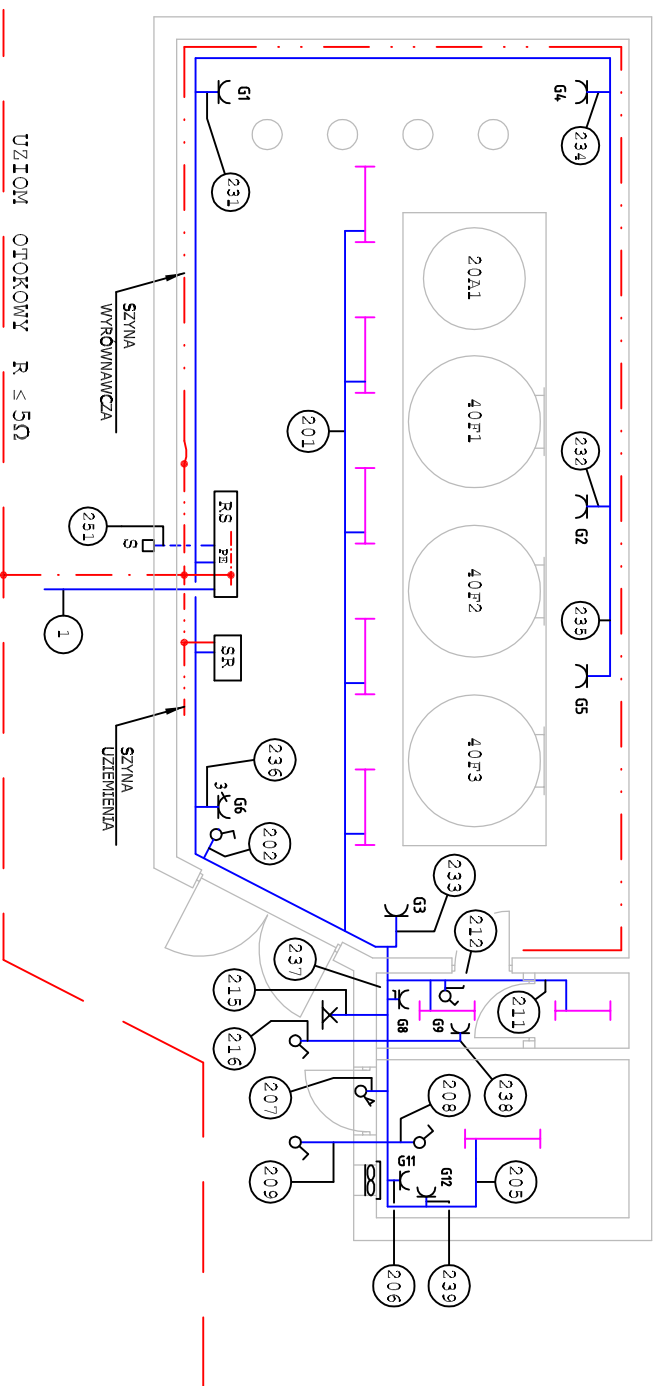 G1
G4
231
234
UZIOM OTOKOWY R ≤ 5Ω
20A1
40F1
40F2
40F3
SZYNA
WYRÓWNAWCZA
201
232
G2
235
G5
251
S
RS
PE
1
SR
SZYNA
UZIEMIENIA
236
3-
G6
202
233
G3
212
211
237
215
216
G8
G9
238
207
208
209
G11
G12
205
206
239